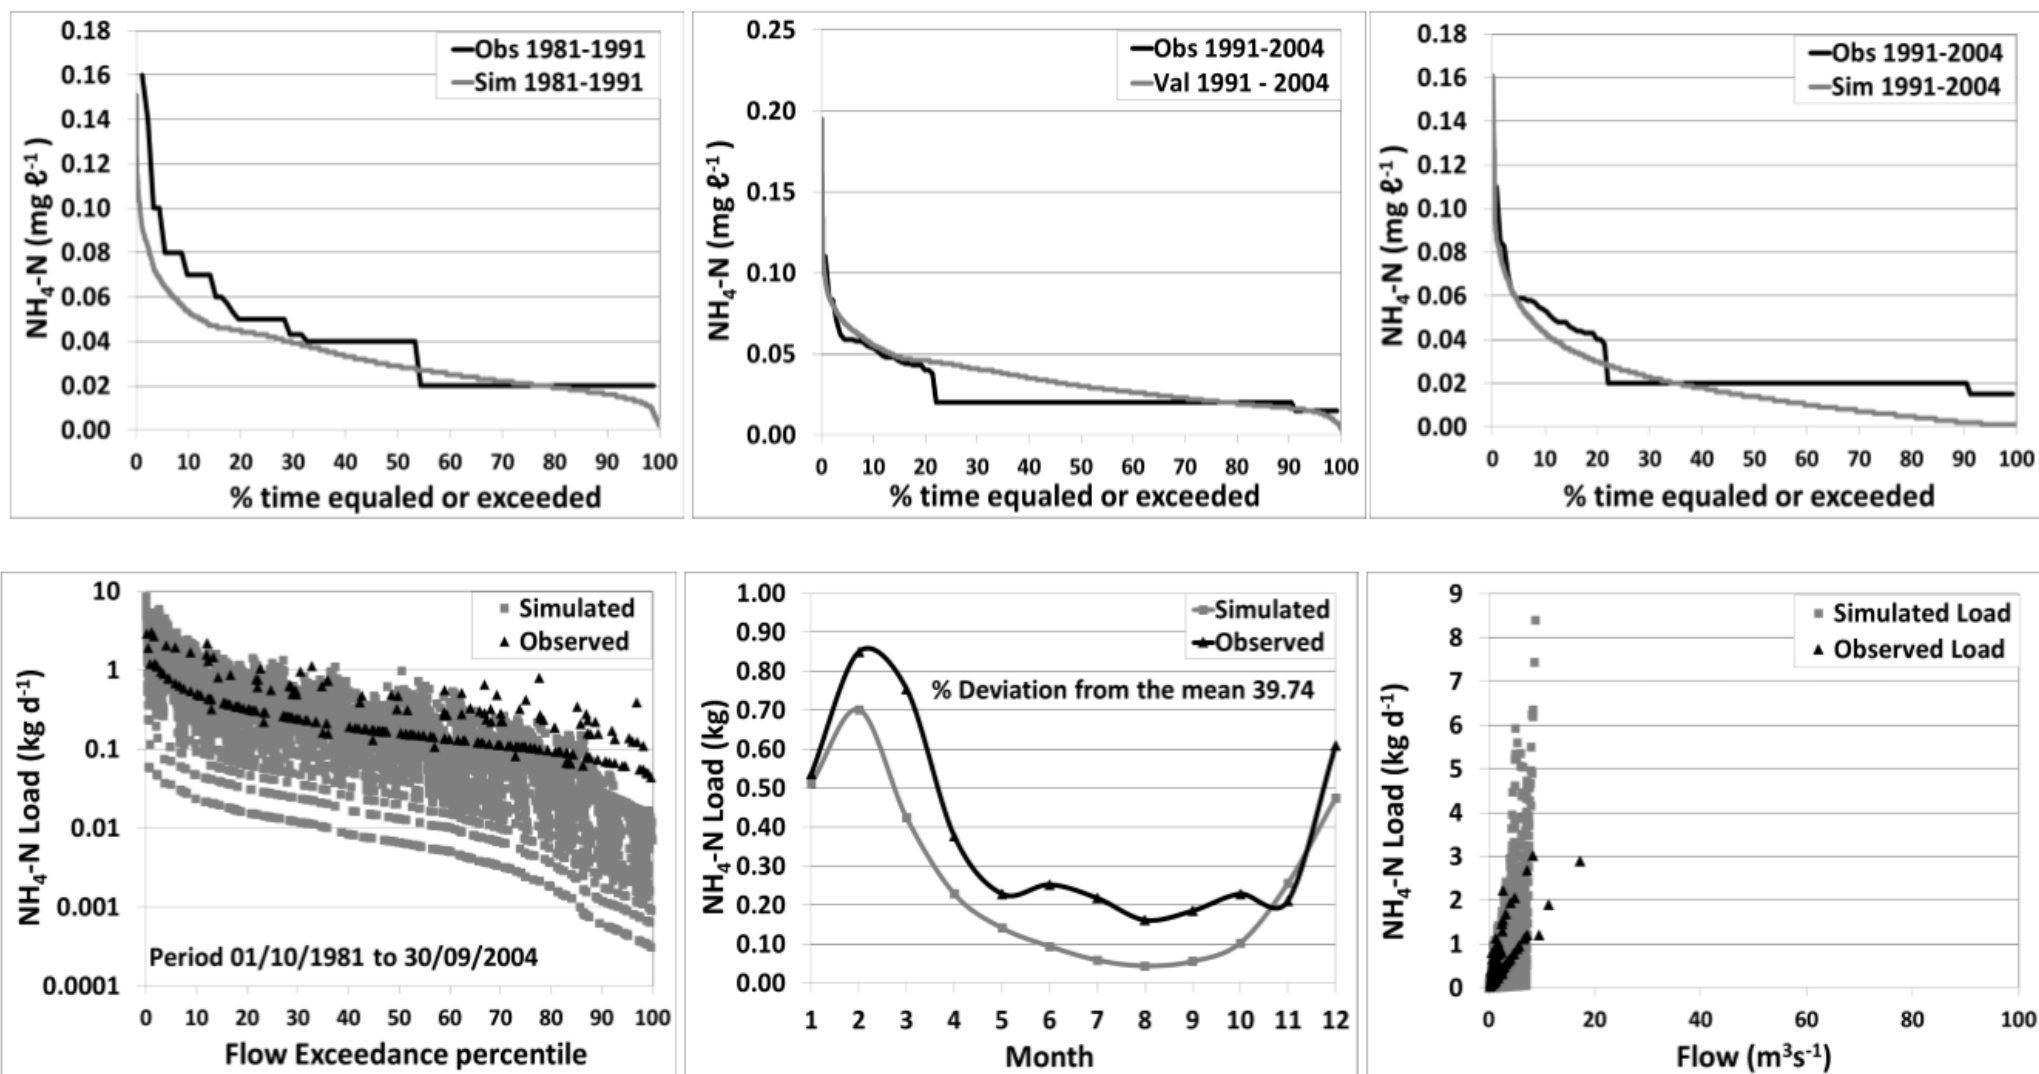 0.18
0.16
0.14
0.12
0.10
0.08
0.06
0.04
0.02
0.00
NH₄-N (mg ℓ⁻¹)
Obs 1981-1991
Sim 1981-1991
0 10 20 30 40 50 60 70 80 90 100
% time equaled or exceeded
0.25
0.20
0.15
0.10
0.05
0.00
NH₄-N (mg ℓ⁻¹)
Obs 1991-2004
Val 1991 - 2004
0 10 20 30 40 50 60 70 80 90 100
% time equaled or exceeded
0.18
0.16
0.14
0.12
0.10
0.08
0.06
0.04
0.02
0.00
NH₄-N (mg ℓ⁻¹)
Obs 1991-2004
Sim 1991-2004
0 10 20 30 40 50 60 70 80 90 100
% time equaled or exceeded
10
1
0.1
0.01
0.001
0.0001
NH₄-N Load (kg d⁻¹)
Simulated
Observed
Period 01/10/1981 to 30/09/2004
0 10 20 30 40 50 60 70 80 90 100
Flow Exceedance percentile
1.00
0.90
0.80
0.70
0.60
0.50
0.40
0.30
0.20
0.10
0.00
NH₄-N Load (kg)
Simulated
Observed
% Deviation from the mean 39.74
1 2 3 4 5 6 7 8 9 10 11 12
Month
9
8
7
6
5
4
3
2
1
0
NH₄-N Load (kg d⁻¹)
Simulated Load
Observed Load
0 20 40 60 80 100
Flow (m³s⁻¹)